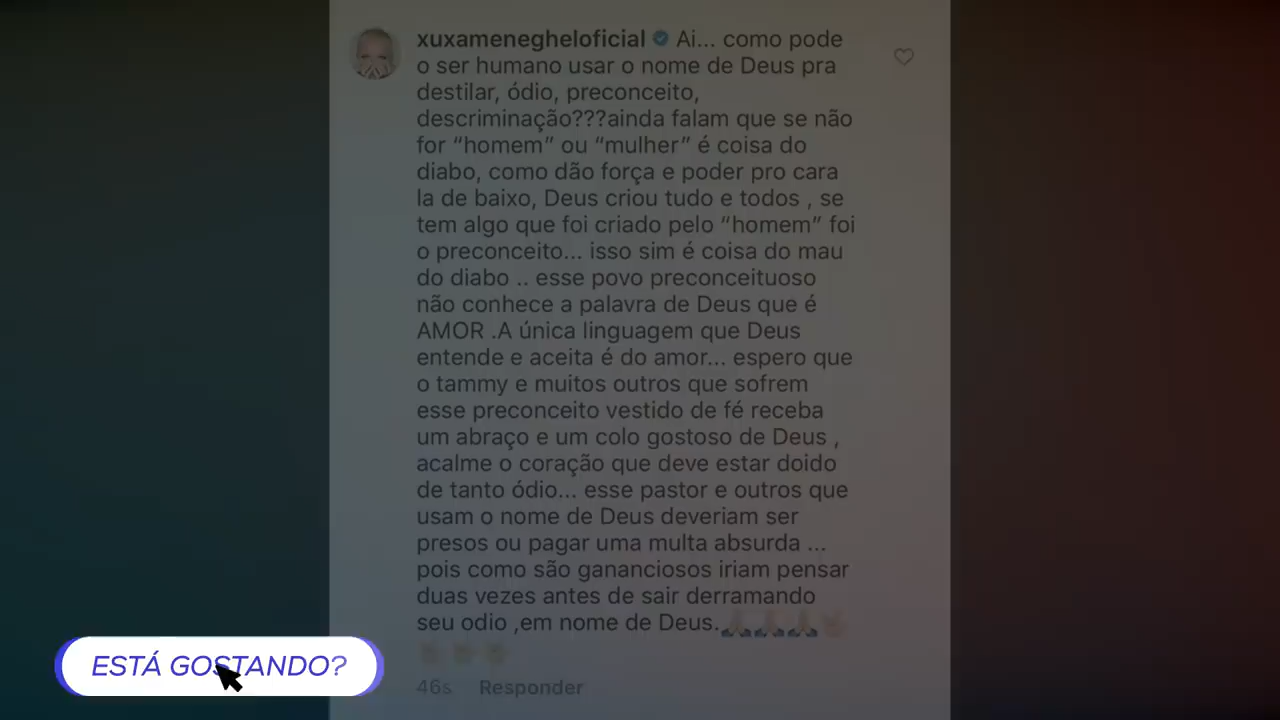 xuxamenegheloficial Ai... como pode
o ser humano usar o nome de Deus pra
destilar, ódio, preconceito,
descriminação???ainda falam que se não
for “homem” ou “mulher” é coisa do
diabo, como dão força e poder pro cara
la de baixo, Deus criou tudo e todos , se
tem algo que foi criado pelo “homem” foi
o preconceito... isso sim é coisa do mau
do diabo .. esse povo preconceituoso
não conhece a palavra de Deus que é
AMOR .A única linguagem que Deus
entende e aceita é do amor... espero que
o tammy e muitos outros que sofrem
esse preconceito vestido de fé receba
um abraço e um colo gostoso de Deus ,
acalme o coração que deve estar doido
de tanto ódio... esse pastor e outros que
usam o nome de Deus deveriam ser
presos ou pagar uma multa absurda ...
pois como são gananciosos iriam pensar
duas vezes antes de sair derramando
seu odio ,em nome de Deus.🙏🏼🙏🏼🙏🏼
46s Responder
ESTÁ GOSTANDO?